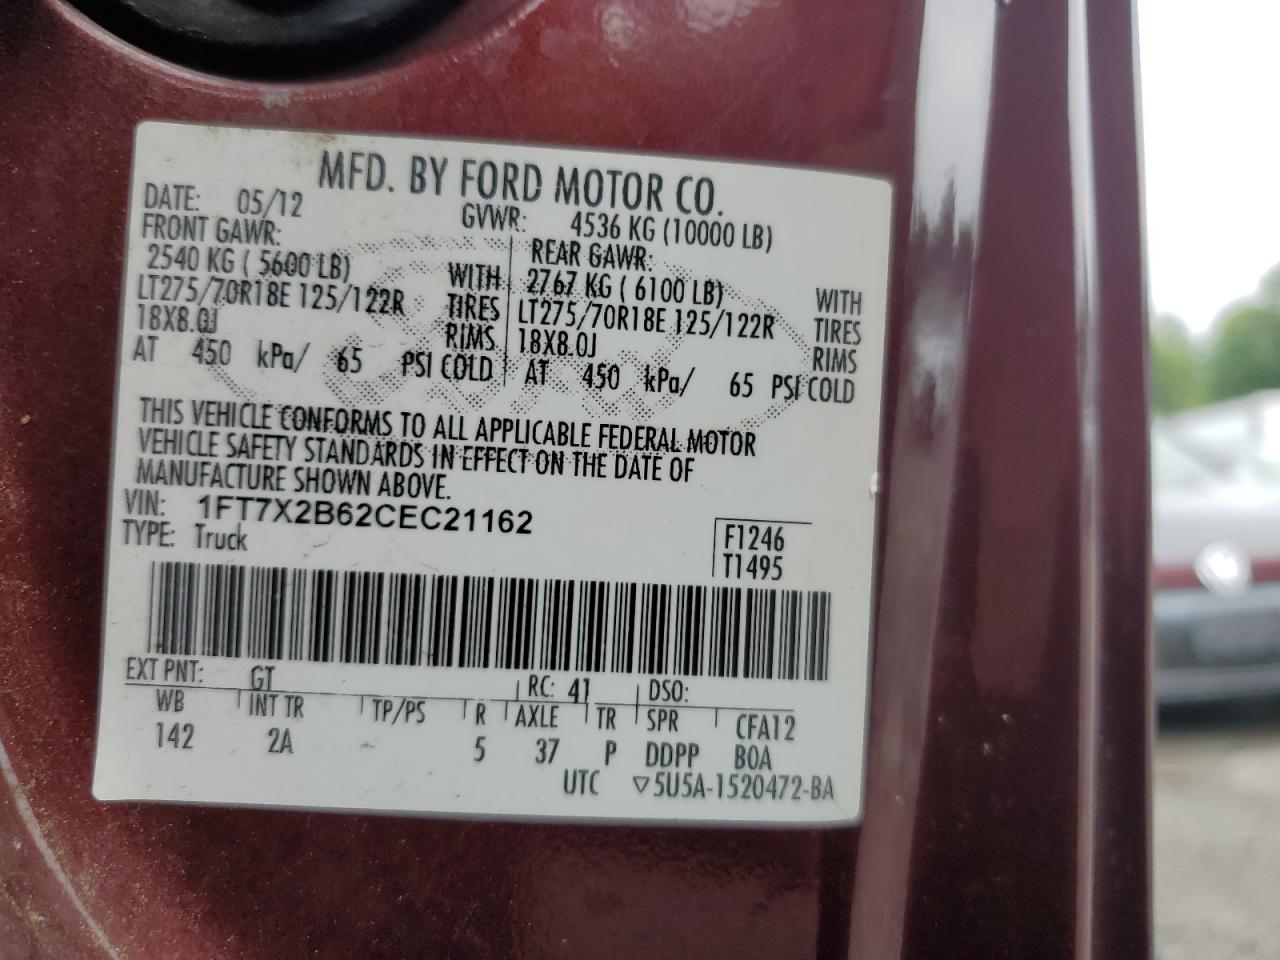 MFD. BY FORD MOTOR CO.
DATE: 05/12 GVWR: 4536 KG (10000 LB)
FRONT GAWR: REAR GAWR:
2540 KG ( 5600 LB) WITH 2767 KG ( 6100 LB) WITH
LT275/70R18E 125/122R TIRES LT275/70R18E 125/122R TIRES
18X8.0J RIMS 18X8.0J RIMS
AT 450 kPa/ 65 PSI COLD AT 450 kPa/ 65 PSI COLD
THIS VEHICLE CONFORMS TO ALL APPLICABLE FEDERAL MOTOR
VEHICLE SAFETY STANDARDS IN EFFECT ON THE DATE OF
MANUFACTURE SHOWN ABOVE.
VIN: 1FT7X2B62CEC21162
TYPE: Truck
F1246
T1495
EXT PNT: GT RC: 41 DSO:
WB INT TR TP/PS R AXLE TR SPR CFA12
142 2A 5 37 P DDPP BOA
UTC ▽5U5A-1520472-BA